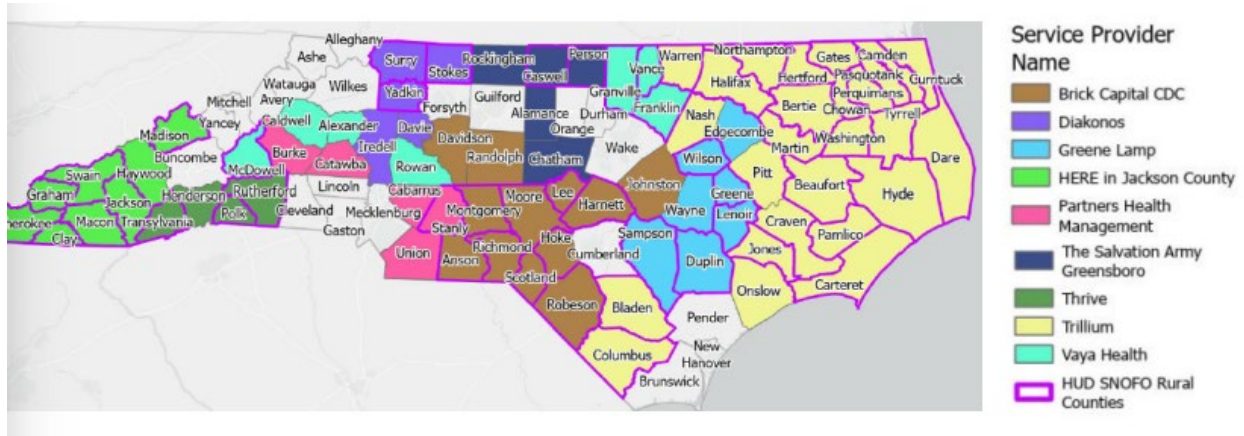 Service Provider
Name
Brick Capital CDC
Diakonos
Greene Lamp
HERE in Jackson County
Partners Health
Management
The Salvation Army
Greensboro
Thrive
Trillium
Vaya Health
HUD SNOFO Rural
Counties
Alleghany
Ashe
Surry
Stokes
Rockingham
Caswell
Person
Vance
Warren
Northampton
Gates
Camden
Currituck
Pasquotank
Perquimans
Hertford
Halifax
Granville
Watauga
Wilkes
Yadkin
Forsyth
Guilford
Alamance
Orange
Durham
Franklin
Nash
Bertie
Chowan
Tyrrell
Mitchell
Avery
Yancey
Caldwell
Alexander
Iredell
Davie
Davidson
Randolph
Chatham
Wake
Edgecombe
Martin
Washington
Dare
Madison
Buncombe
McDowell
Burke
Catawba
Rowan
Johnston
Wilson
Pitt
Beaufort
Hyde
Swain
Haywood
Graham
Jackson
Henderson
Rutherford
Polk
Lincoln
Cabarrus
Cleveland
Mecklenburg
Gaston
Stanly
Montgomery
Moore
Lee
Harnett
Wayne
Greene
Lenoir
Craven
Pamlico
herokee
Macon
Transylvania
Clay
Union
Anson
Richmond
Hoke
Scotland
Cumberland
Sampson
Duplin
Jones
Carteret
Onslow
Robeson
Bladen
Pender
Columbus
New
Hanover
Brunswick